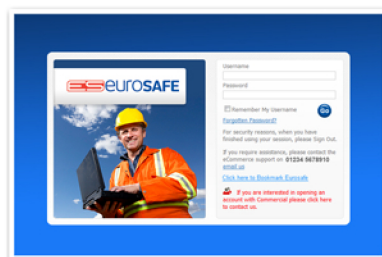 ES euroSAFE
Username
Password
Remember My Username
Go
Forgotten Password?
For security reasons, when you have
finished using your session, please Sign Out.
If you require assistance, please contact the
eCommerce support on 01234 5678910
email us
Click here to Bookmark Eurosafe
If you are interested in opening an
account with Commercial please click here
to contact us.